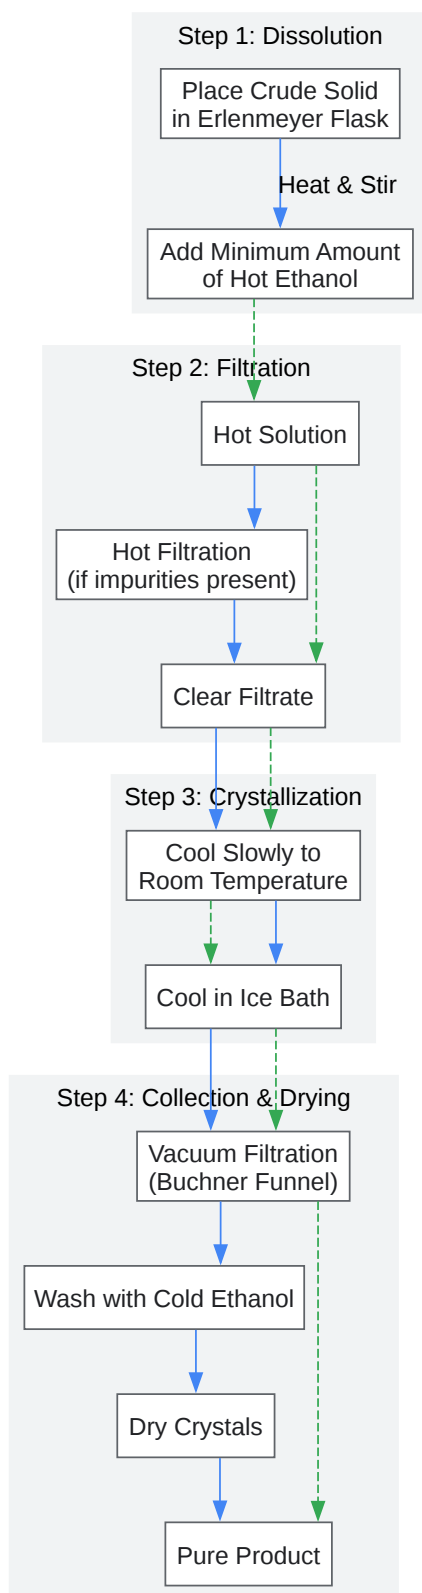 Step 1: Dissolution
Place Crude Solid
in Erlenmeyer Flask
Heat & Stir
Add Minimum Amount
of Hot Ethanol
Step 2: Filtration
Hot Solution
Hot Filtration
(if impurities present)
Clear Filtrate
Step 3: Crystallization
Cool Slowly to
Room Temperature
Cool in Ice Bath
Step 4: Collection & Drying
Vacuum Filtration
(Buchner Funnel)
Wash with Cold Ethanol
Dry Crystals
Pure Product